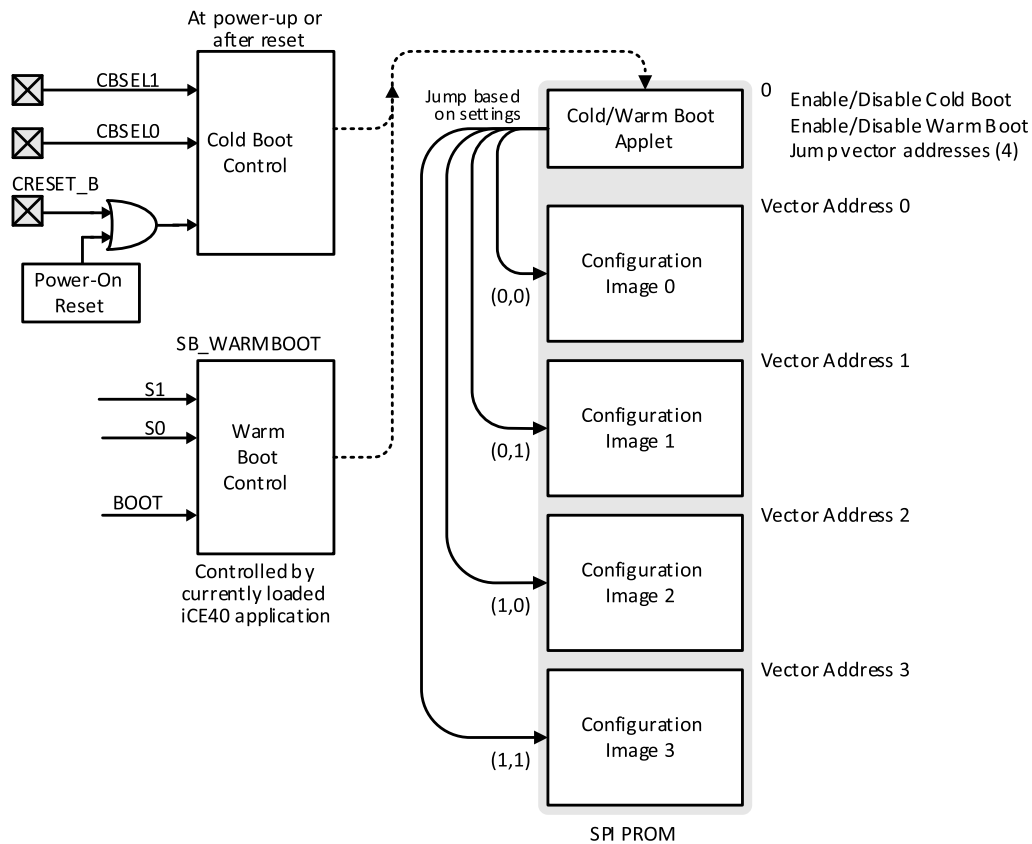 At power-up or
after reset
CBSEL1
CBSEL0
CRESET_B
Cold Boot
Control
Power-On
Reset
SB_WARMBOOT
S1
S0
BOOT
Warm
Boot
Control
Controlled by
currently loaded
iCE40 application
Jump based
on settings
Cold/Warm Boot
Applet
0
Enable/Disable Cold Boot
Enable/Disable Warm Boot
Jump vector addresses (4)
Vector Address 0
Configuration
Image 0
(0,0)
Vector Address 1
Configuration
Image 1
(0,1)
Vector Address 2
Configuration
Image 2
(1,0)
Vector Address 3
Configuration
Image 3
(1,1)
SPI PROM